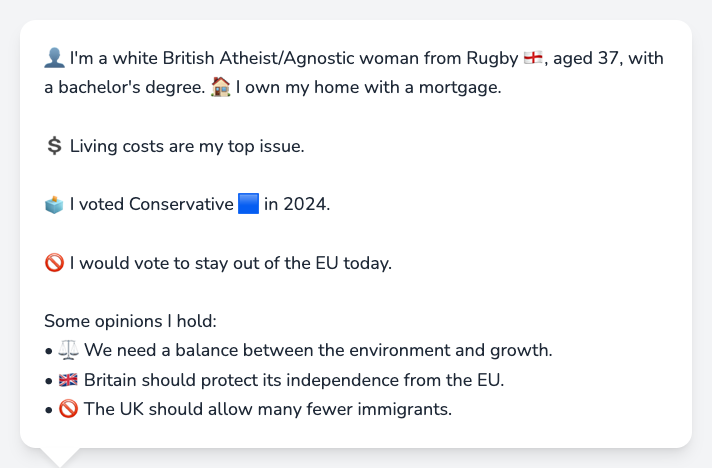 👤 I'm a white British Atheist/Agnostic woman from Rugby 🏴󠁧󠁢󠁥󠁮󠁧󠁿, aged 37, with
a bachelor's degree. 🏠 I own my home with a mortgage.
💲 Living costs are my top issue.
🗳️ I voted Conservative 🟦 in 2024.
🚫 I would vote to stay out of the EU today.
Some opinions I hold:
• ⚖️ We need a balance between the environment and growth.
• 🇬🇧 Britain should protect its independence from the EU.
• 🚫 The UK should allow many fewer immigrants.